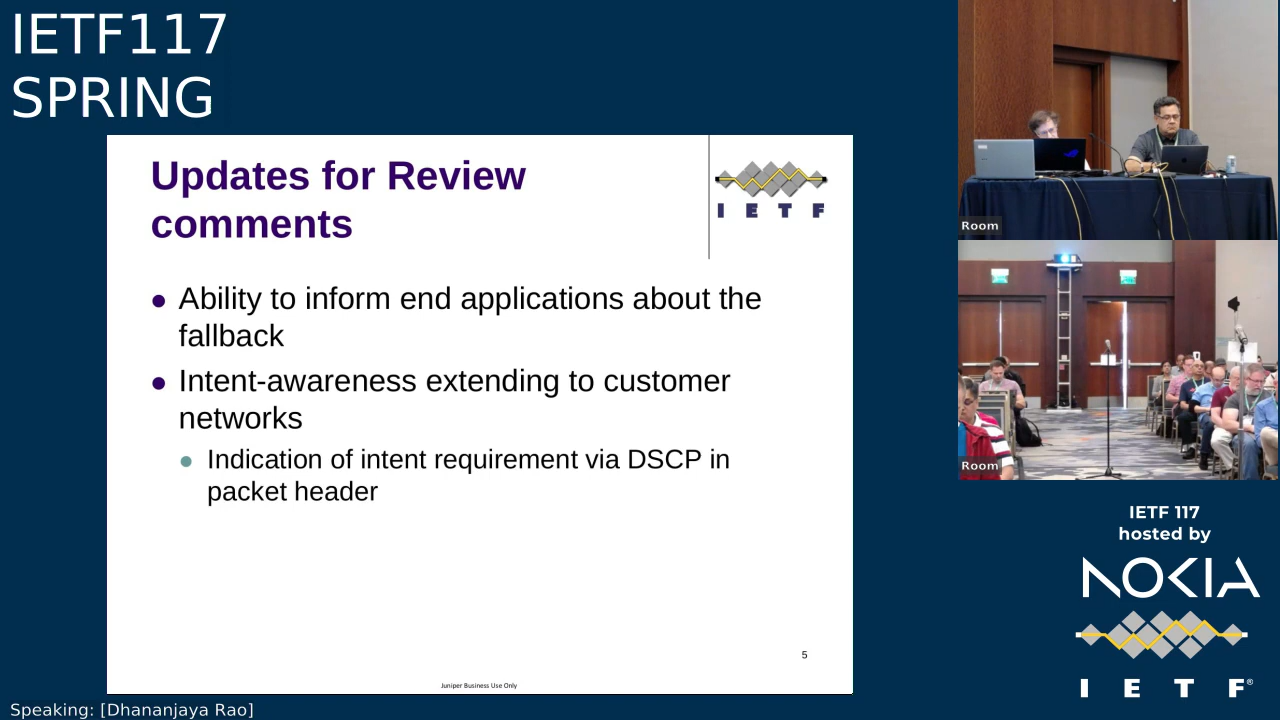 IETF117
SPRING
Updates for Review
comments
I E T F
● Ability to inform end applications about the
fallback
● Intent-awareness extending to customer
networks
● Indication of intent requirement via DSCP in
packet header
5
Juniper Business Use Only
Room
Room
IETF 117
hosted by
NOKIA
I E T F®
Speaking: [Dhananjaya Rao]